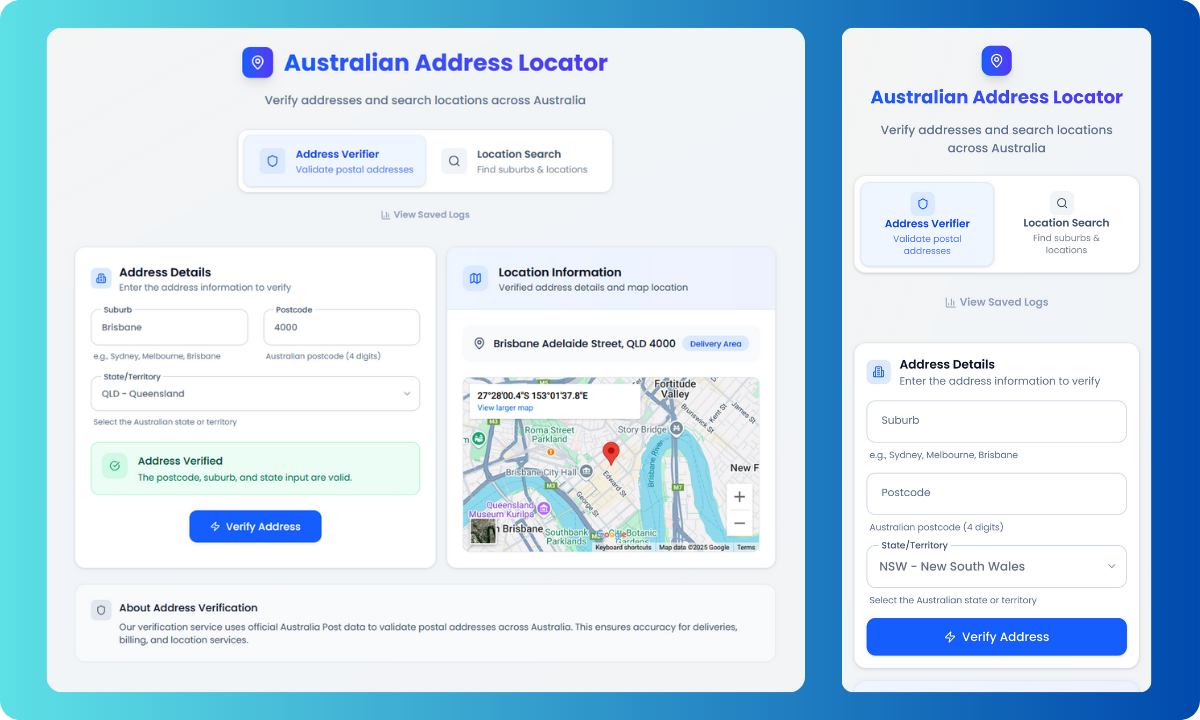 Australian Address Locator
Verify addresses and search locations across Australia
Address Verifier
Validate postal addresses
Location Search
Find suburbs & locations
View Saved Logs
Address Details
Enter the address information to verify
Suburb
Brisbane
e.g., Sydney, Melbourne, Brisbane
Postcode
4000
Australian postcode (4 digits)
State/Territory
QLD - Queensland
Select the Australian state or territory
Address Verified
The postcode, suburb, and state input are valid.
Verify Address
Location Information
Verified address details and map location
Brisbane Adelaide Street, QLD 4000
Delivery Area
27°28'00.4"S 153°01'37.8"E
View larger map
Fortitude
Valley
Brunswick St
Kent St
James St
M3
Roma Street
Parkland
Story Bridge
Brisbane City Hall
Edward St
Brisbane River
New F
M3
M7
George St
Queensland
Museum Kurilpa
h Brisbane
Southbank
Parklands
City Botanic
Gardens
Google
Keyboard shortcuts
Map data ©2025 Google
Terms
About Address Verification
Our verification service uses official Australia Post data to validate postal addresses across Australia. This ensures accuracy for deliveries,
billing, and location services.
Australian Address Locator
Verify addresses and search locations
across Australia
Address Verifier
Validate postal
addresses
Location Search
Find suburbs &
locations
View Saved Logs
Address Details
Enter the address information to verify
Suburb
e.g., Sydney, Melbourne, Brisbane
Postcode
Australian postcode (4 digits)
State/Territory
NSW - New South Wales
Select the Australian state or territory
Verify Address